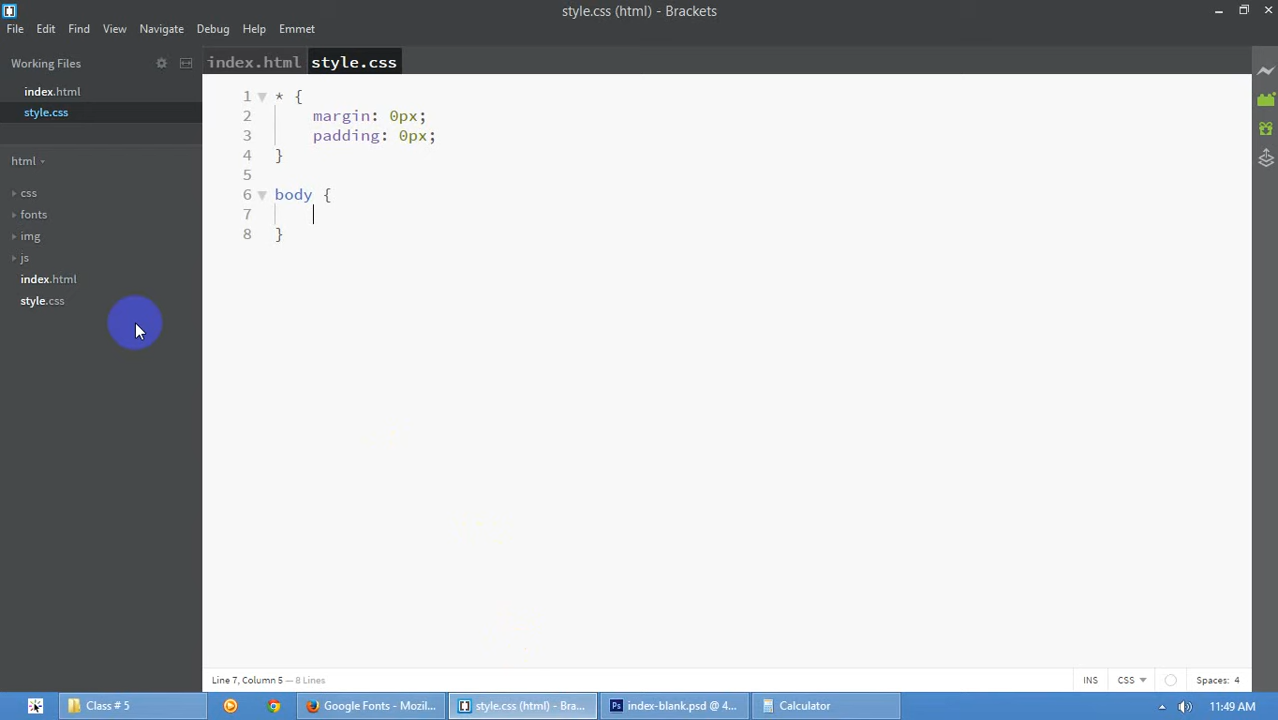 style.css (html) - Brackets
File Edit Find View Navigate Debug Help Emmet
Working Files
index.html
style.css
html
css
fonts
img
js
index.html
style.css
index.html style.css
1 * {
2 margin: 0px;
3 padding: 0px;
4 }
5
6 body {
7
8 }
Line 7, Column 5 — 8 Lines
INS CSS Spaces: 4
Class # 5
Google Fonts - Mozil...
style.css (html) - Bra...
Ps index-blank.psd @ 4...
Calculator
11:49 AM